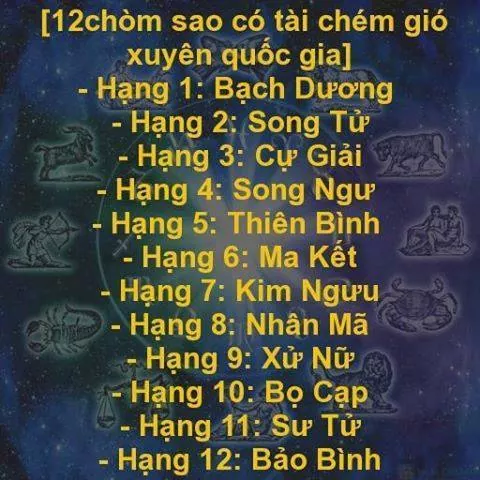 [12chòm sao có tài chém gió
xuyên quốc gia]
- Hạng 1: Bạch Dương
- Hạng 2: Song Tử
- Hạng 3: Cự Giải
- Hạng 4: Song Ngư
- Hạng 5: Thiên Bình
- Hạng 6: Ma Kết
- Hạng 7: Kim Ngưu
- Hạng 8: Nhân Mã
- Hạng 9: Xử Nữ
- Hạng 10: Bọ Cạp
- Hạng 11: Sư Tử
- Hạng 12: Bảo Bình